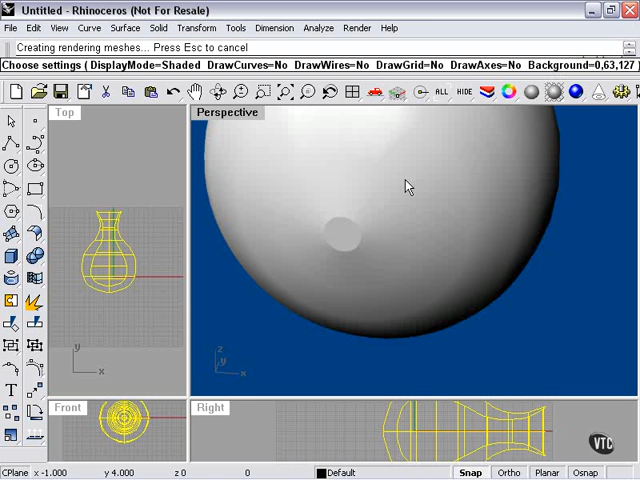 Untitled - Rhinoceros (Not For Resale)
File Edit View Curve Surface Solid Transform Tools Dimension Analyze Render Help
Creating rendering meshes... Press Esc to cancel
Choose settings ( DisplayMode=Shaded DrawCurves=No DrawWires=No DrawGrid=No DrawAxes=No Background=0,63,127
ALL HIDE
Top
Perspective
y
x
z
y
x
T
Front
Right
VTC
CPlane x -1.000 y 4.000 z 0 0 Default Snap Ortho Planar Osnap